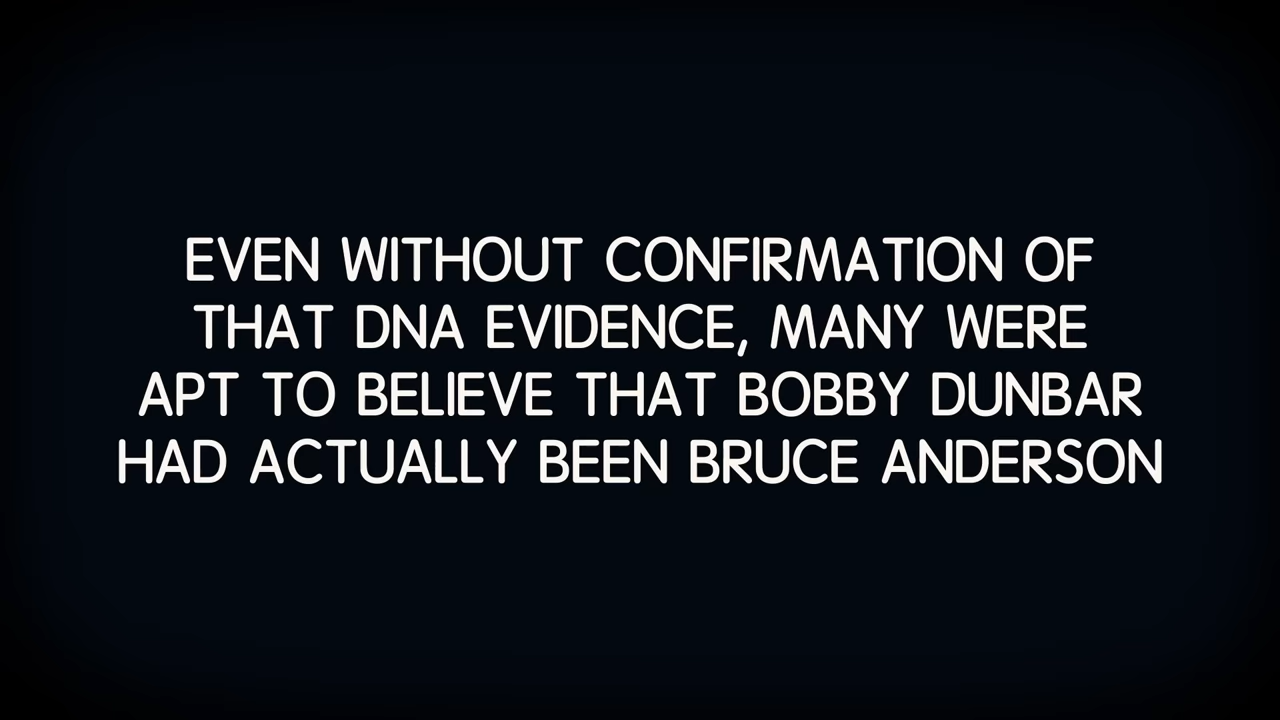 EVEN WITHOUT CONFIRMATION OF
THAT DNA EVIDENCE, MANY WERE
APT TO BELIEVE THAT BOBBY DUNBAR
HAD ACTUALLY BEEN BRUCE ANDERSON